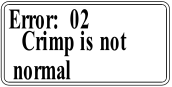 Error: 02
Crimp is not
normal